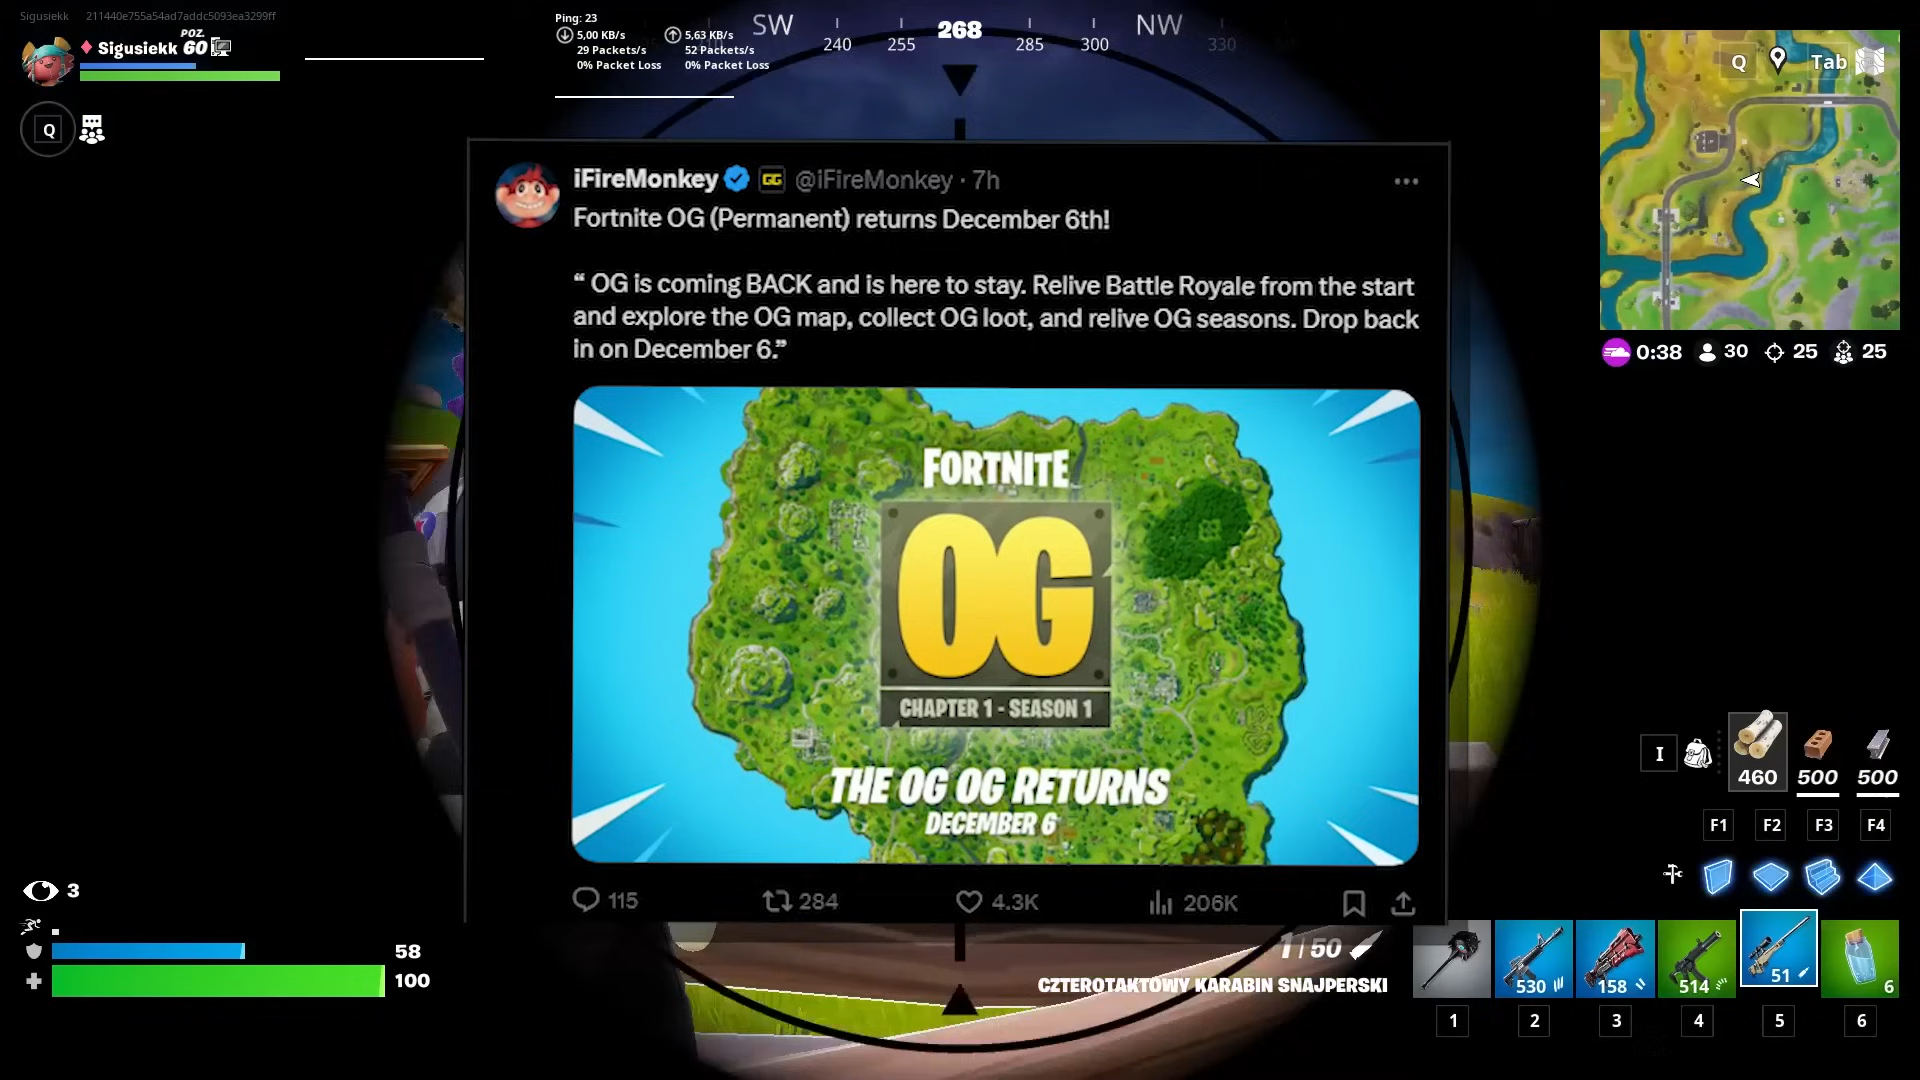 Sigusiekk 211440e755a54ad7addc5093ea3299ff
POZ.
Sigusiekk 60
Q
Ping: 23
5,00 KB/s 5,63 KB/s
29 Packets/s 52 Packets/s
0% Packet Loss 0% Packet Loss
SW 240 255 268 285 300 NW 330
Q Tab
0:38 30 25 25
iFireMonkey GG @iFireMonkey · 7h
Fortnite OG (Permanent) returns December 6th!
“ OG is coming BACK and is here to stay. Relive Battle Royale from the start
and explore the OG map, collect OG loot, and relive OG seasons. Drop back
in on December 6.”
FORTNITE
OG
CHAPTER 1 - SEASON 1
THE OG OG RETURNS
DECEMBER 6
115 284 4.3K 206K
I 460 500 500
F1 F2 F3 F4
3
58
100
1/50
CZTEROTAKTOWY KARABIN SNAJPERSKI
530 158 514 51 6
1 2 3 4 5 6